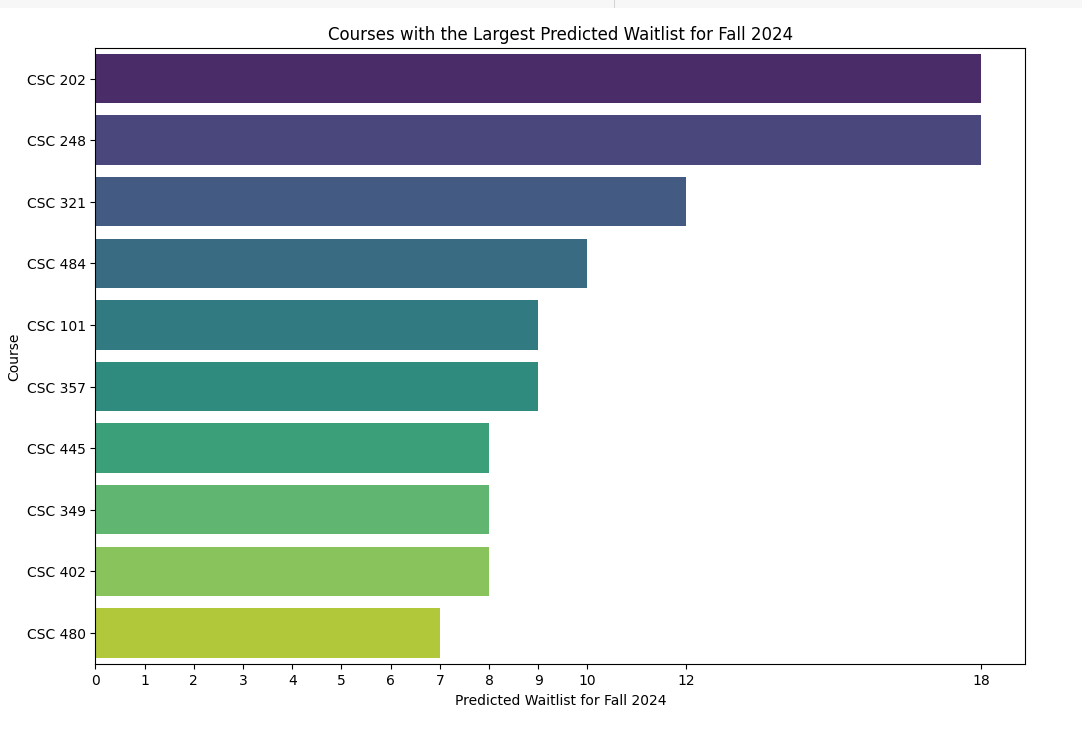 Courses with the Largest Predicted Waitlist for Fall 2024
CSC 202
CSC 248
CSC 321
CSC 484
CSC 101
CSC 357
CSC 445
CSC 349
CSC 402
CSC 480
Course
0 1 2 3 4 5 6 7 8 9 10 12 18
Predicted Waitlist for Fall 2024